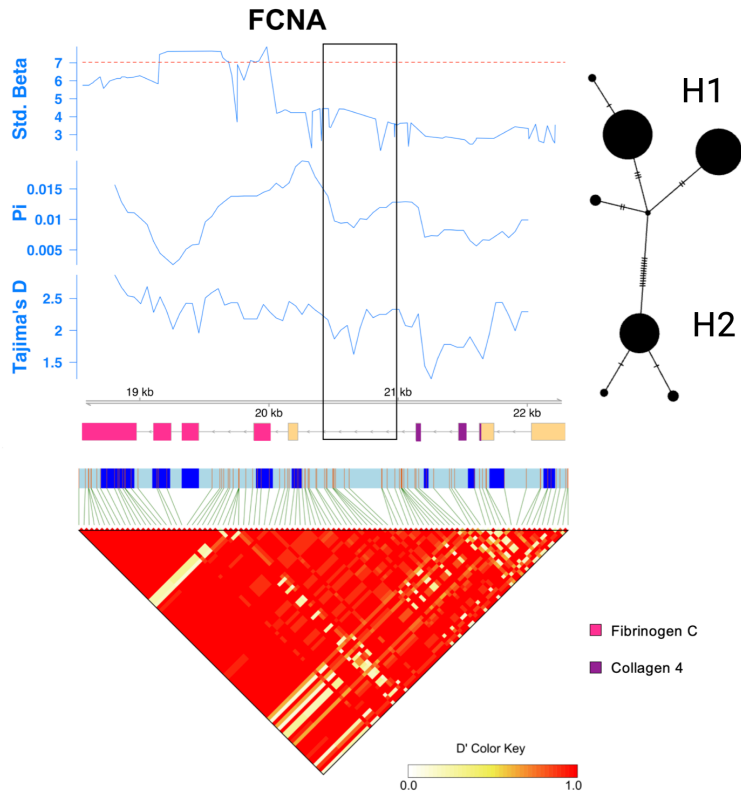 FCNA
Std. Beta
7
6
5
4
3
Pi
0.015
0.01
0.005
Tajima's D
2.5
2
1.5
19 kb
20 kb
21 kb
22 kb
H1
H2
Fibrinogen C
Collagen 4
D' Color Key
0.0
1.0